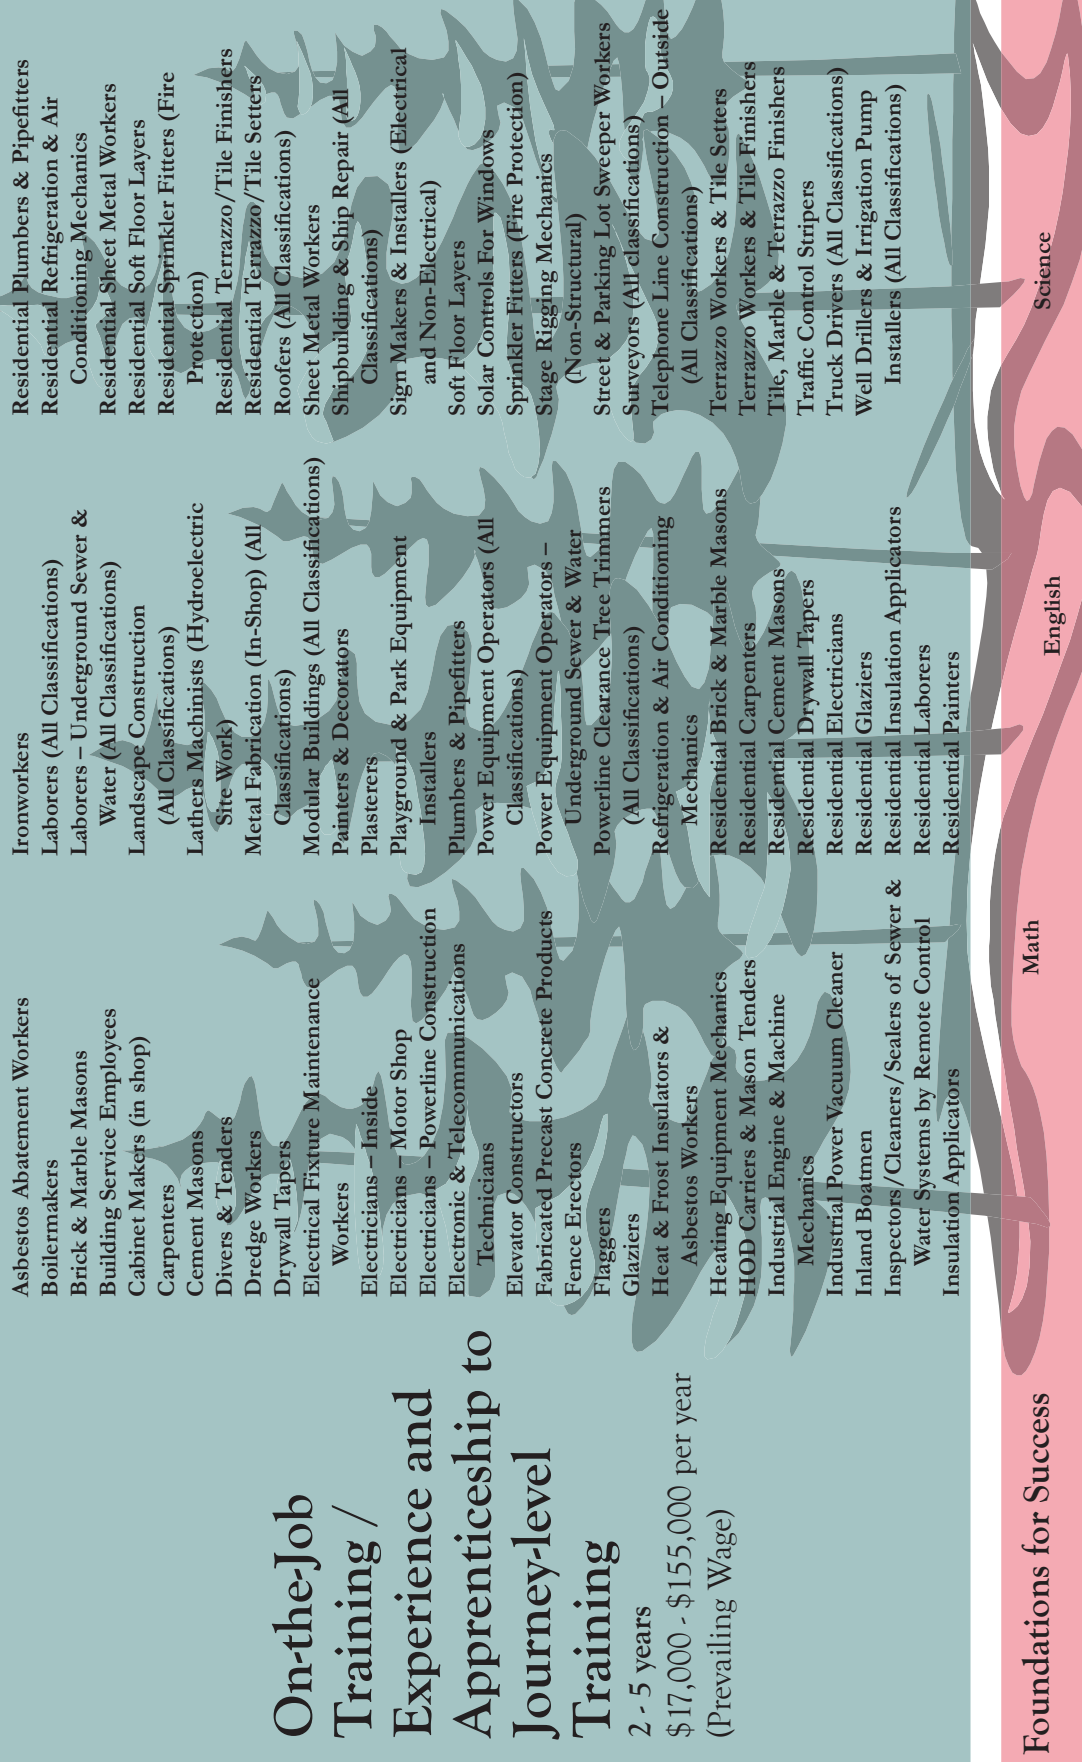 On-the-Job
Training /
Experience and
Apprenticeship to
Journey-level
Training
2 - 5 years
$17,000 - $155,000 per year
(Prevailing Wage)
Asbestos Abatement Workers
Boilermakers
Brick & Marble Masons
Building Service Employees
Cabinet Makers (in shop)
Carpenters
Cement Masons
Divers & Tenders
Dredge Workers
Drywall Tapers
Electrical Fixture Maintenance
Workers
Electricians – Inside
Electricians – Motor Shop
Electricians – Powerline Construction
Electronic & Telecommunications
Technicians
Elevator Constructors
Fabricated Precast Concrete Products
Fence Erectors
Flaggers
Glaziers
Heat & Frost Insulators &
Asbestos Workers
Heating Equipment Mechanics
HOD Carriers & Mason Tenders
Industrial Engine & Machine
Mechanics
Industrial Power Vacuum Cleaner
Inland Boatmen
Inspectors/Cleaners/Sealers of Sewer &
Water Systems by Remote Control
Insulation Applicators
Ironworkers
Laborers (All Classifications)
Laborers – Underground Sewer &
Water (All Classifications)
Landscape Construction
(All Classifications)
Lathers Machinists (Hydroelectric
Site Work)
Metal Fabrication (In-Shop) (All
Classifications)
Modular Buildings (All Classifications)
Painters & Decorators
Plasterers
Playground & Park Equipment
Installers
Plumbers & Pipefitters
Power Equipment Operators (All
Classifications)
Power Equipment Operators –
Underground Sewer & Water
Powerline Clearance Tree Trimmers
(All Classifications)
Refrigeration & Air Conditioning
Mechanics
Residential Brick & Marble Masons
Residential Carpenters
Residential Cement Masons
Residential Drywall Tapers
Residential Electricians
Residential Glaziers
Residential Insulation Applicators
Residential Laborers
Residential Painters
Residential Plumbers & Pipefitters
Residential Refrigeration & Air
Conditioning Mechanics
Residential Sheet Metal Workers
Residential Soft Floor Layers
Residential Sprinkler Fitters (Fire
Protection)
Residential Terrazzo/Tile Finishers
Residential Terrazzo/Tile Setters
Roofers (All Classifications)
Sheet Metal Workers
Shipbuilding & Ship Repair (All
Classifications)
Sign Makers & Installers (Electrical
and Non-Electrical)
Soft Floor Layers
Solar Controls For Windows
Sprinkler Fitters (Fire Protection)
Stage Rigging Mechanics
(Non-Structural)
Street & Parking Lot Sweeper Workers
Surveyors (All classifications)
Telephone Line Construction – Outside
(All Classifications)
Terrazzo Workers & Tile Setters
Terrazzo Workers & Tile Finishers
Tile, Marble & Terrazzo Finishers
Traffic Control Stripers
Truck Drivers (All Classifications)
Well Drillers & Irrigation Pump
Installers (All Classifications)
Foundations for Success
Math
English
Science